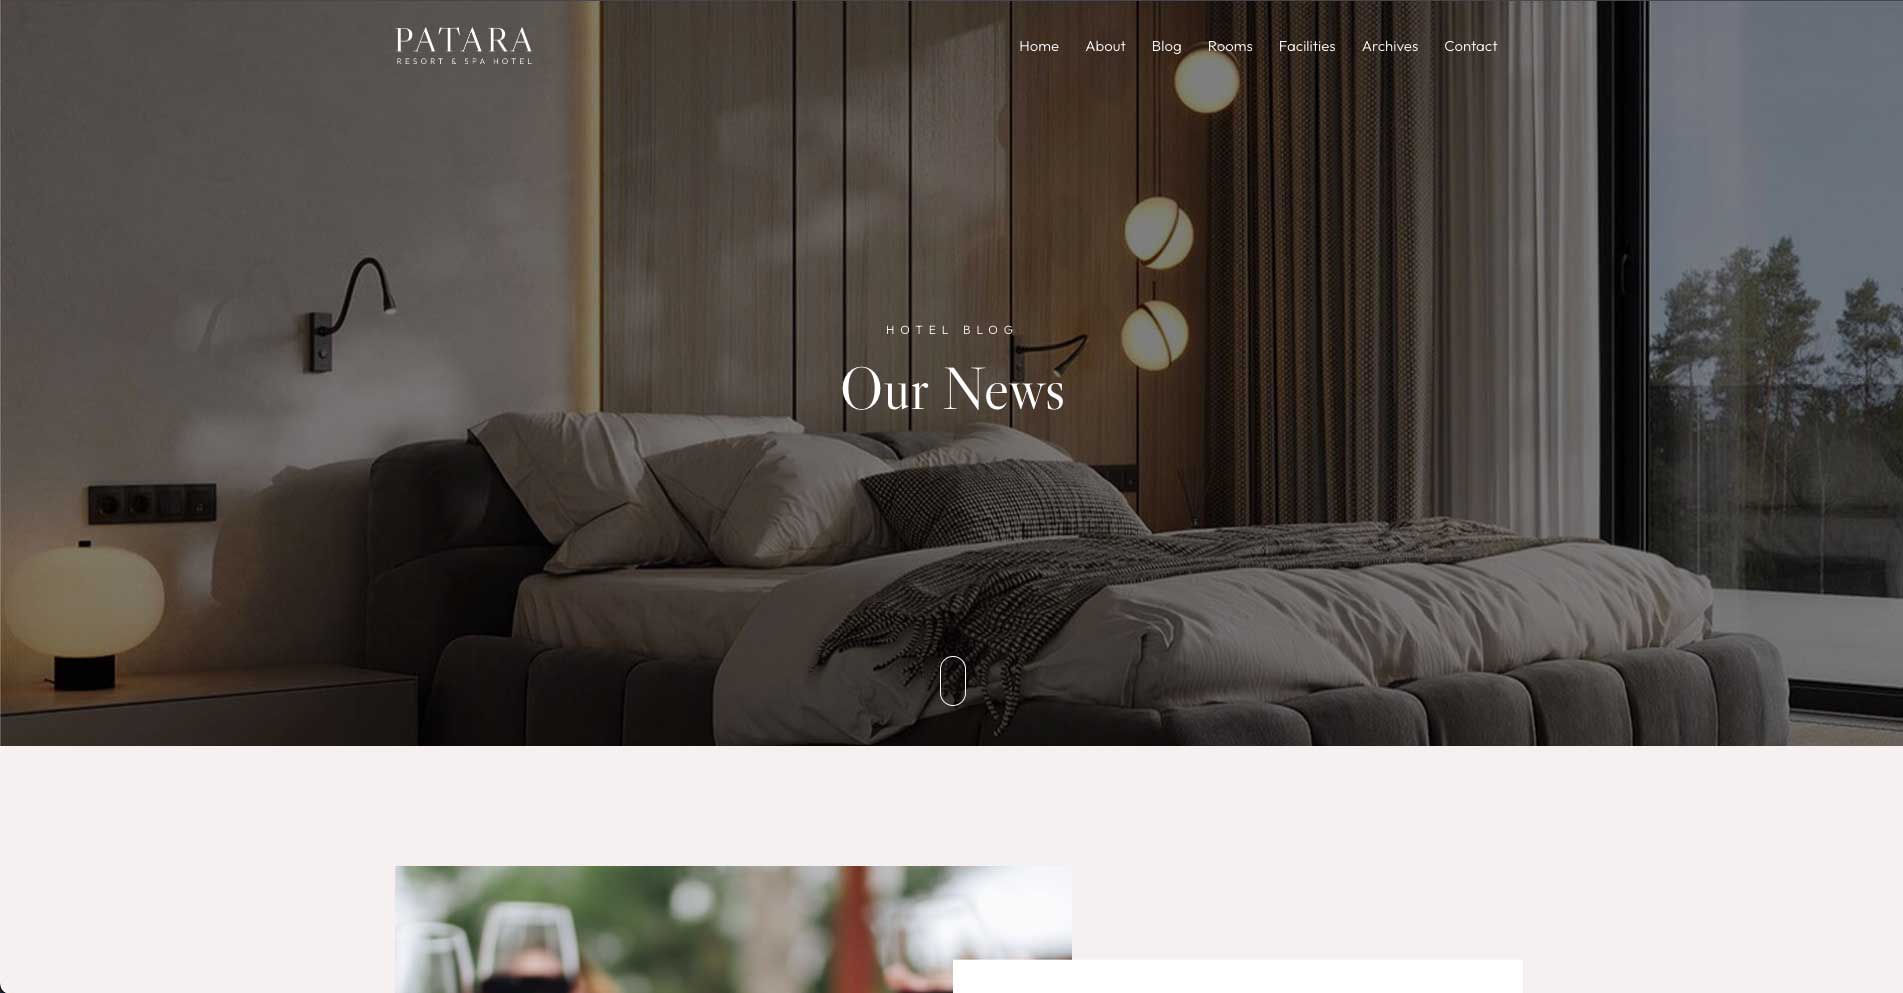 PATARA
RESORT & SPA HOTEL
Home About Blog Rooms Facilities Archives Contact
HOTEL BLOG
Our News